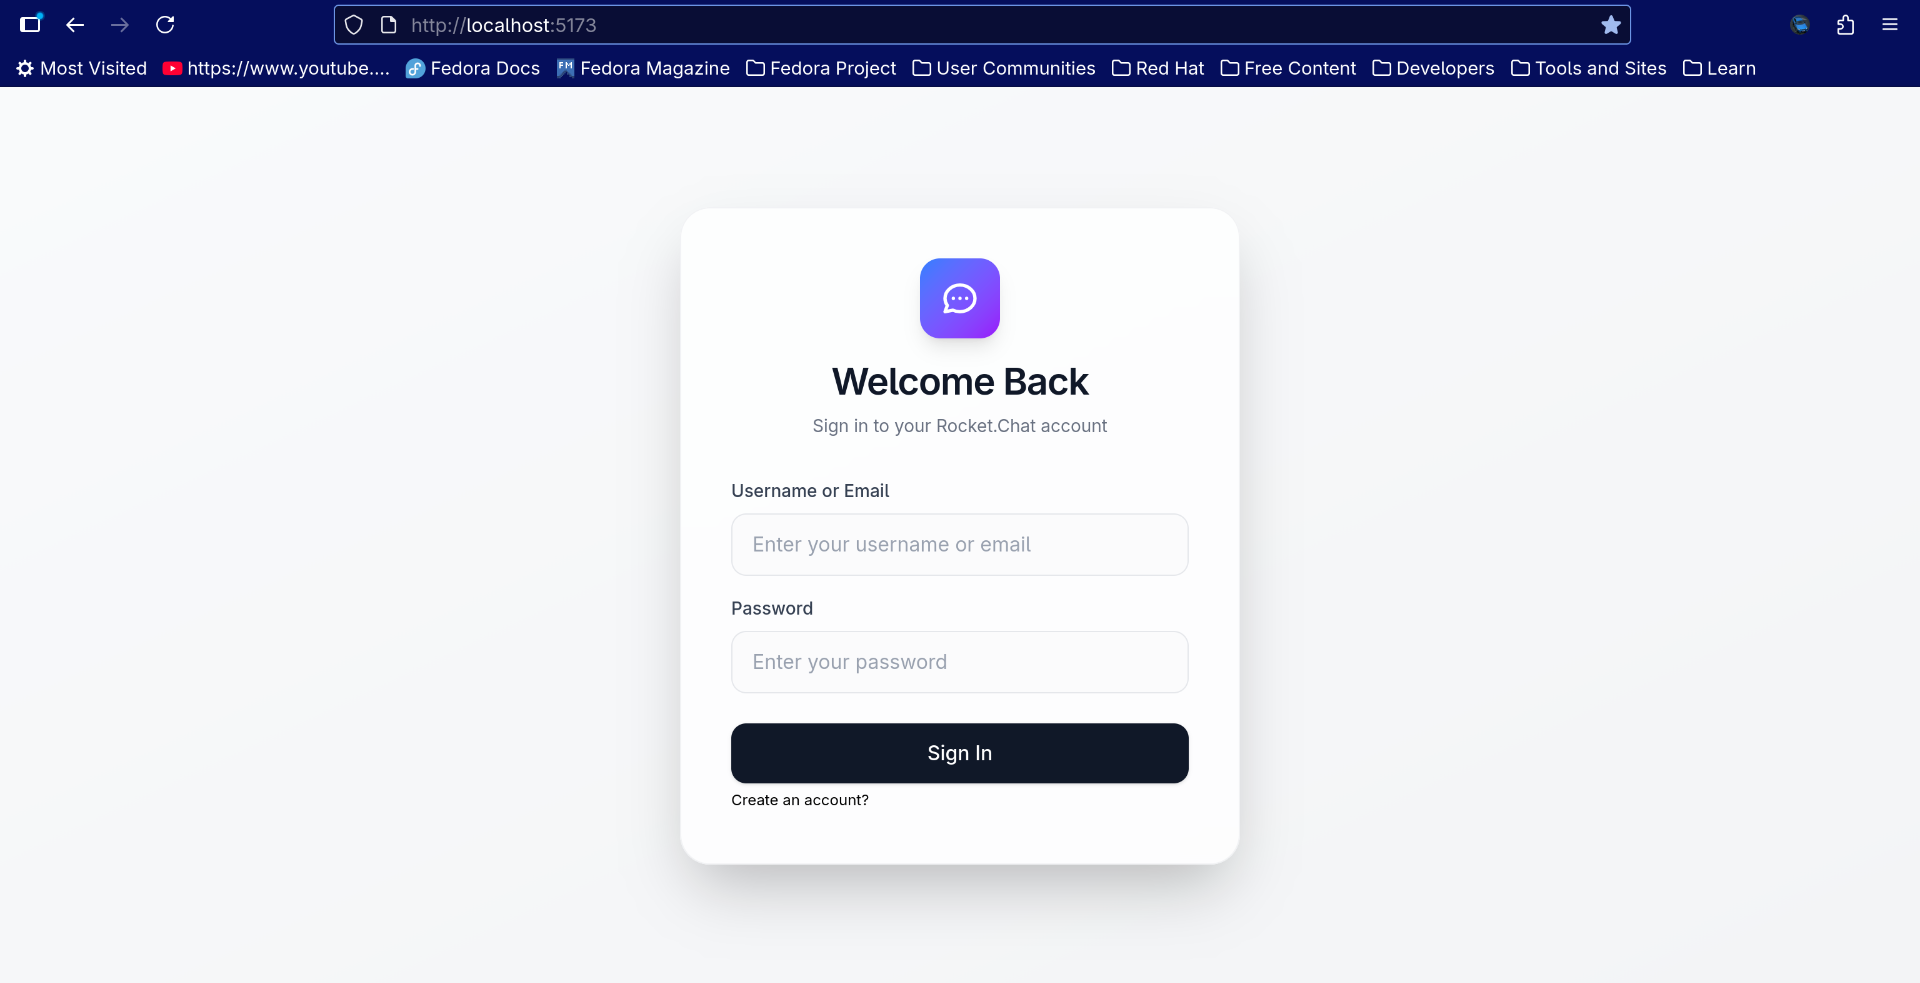 http://localhost:5173
Most Visited https://www.youtube.... Fedora Docs FM Fedora Magazine Fedora Project User Communities Red Hat Free Content Developers Tools and Sites Learn
Welcome Back
Sign in to your Rocket.Chat account
Username or Email
Enter your username or email
Password
Enter your password
Sign In
Create an account?